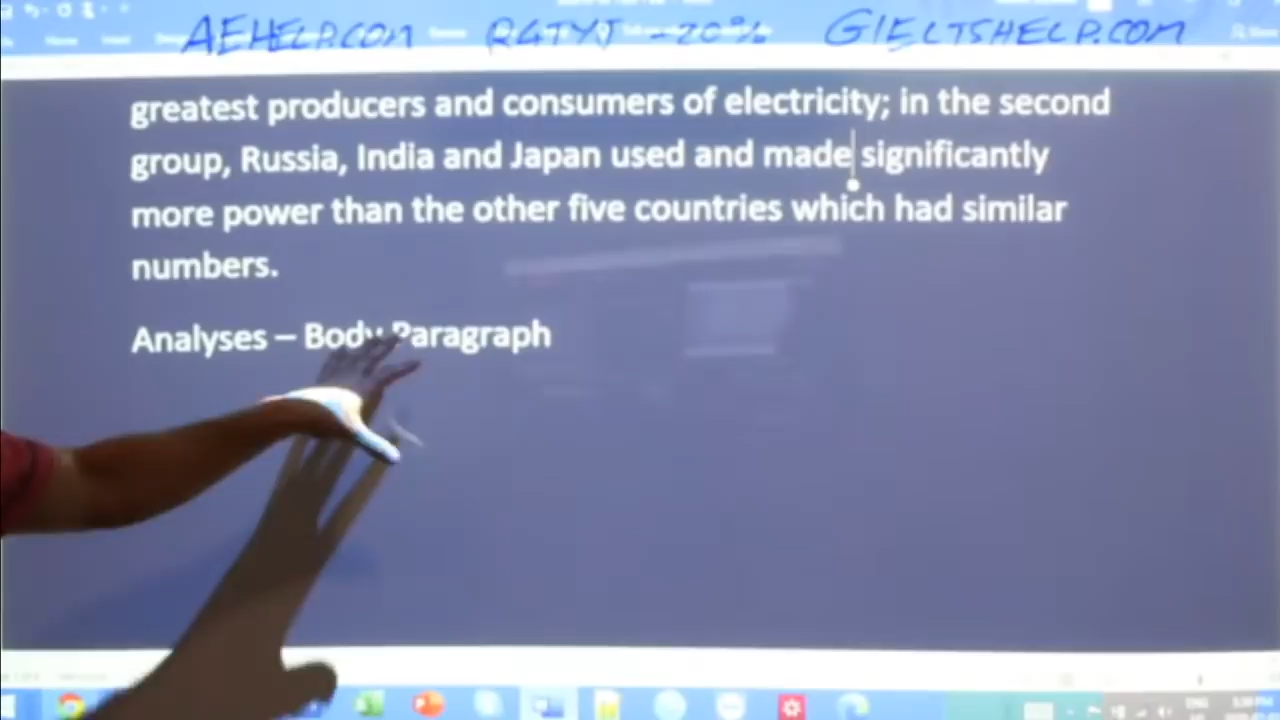 AEHELP.COM R4TYJ -20% GIELTSHELP.COM
greatest producers and consumers of electricity; in the second
group, Russia, India and Japan used and made significantly
more power than the other five countries which had similar
numbers.
Analyses – Body Paragraph